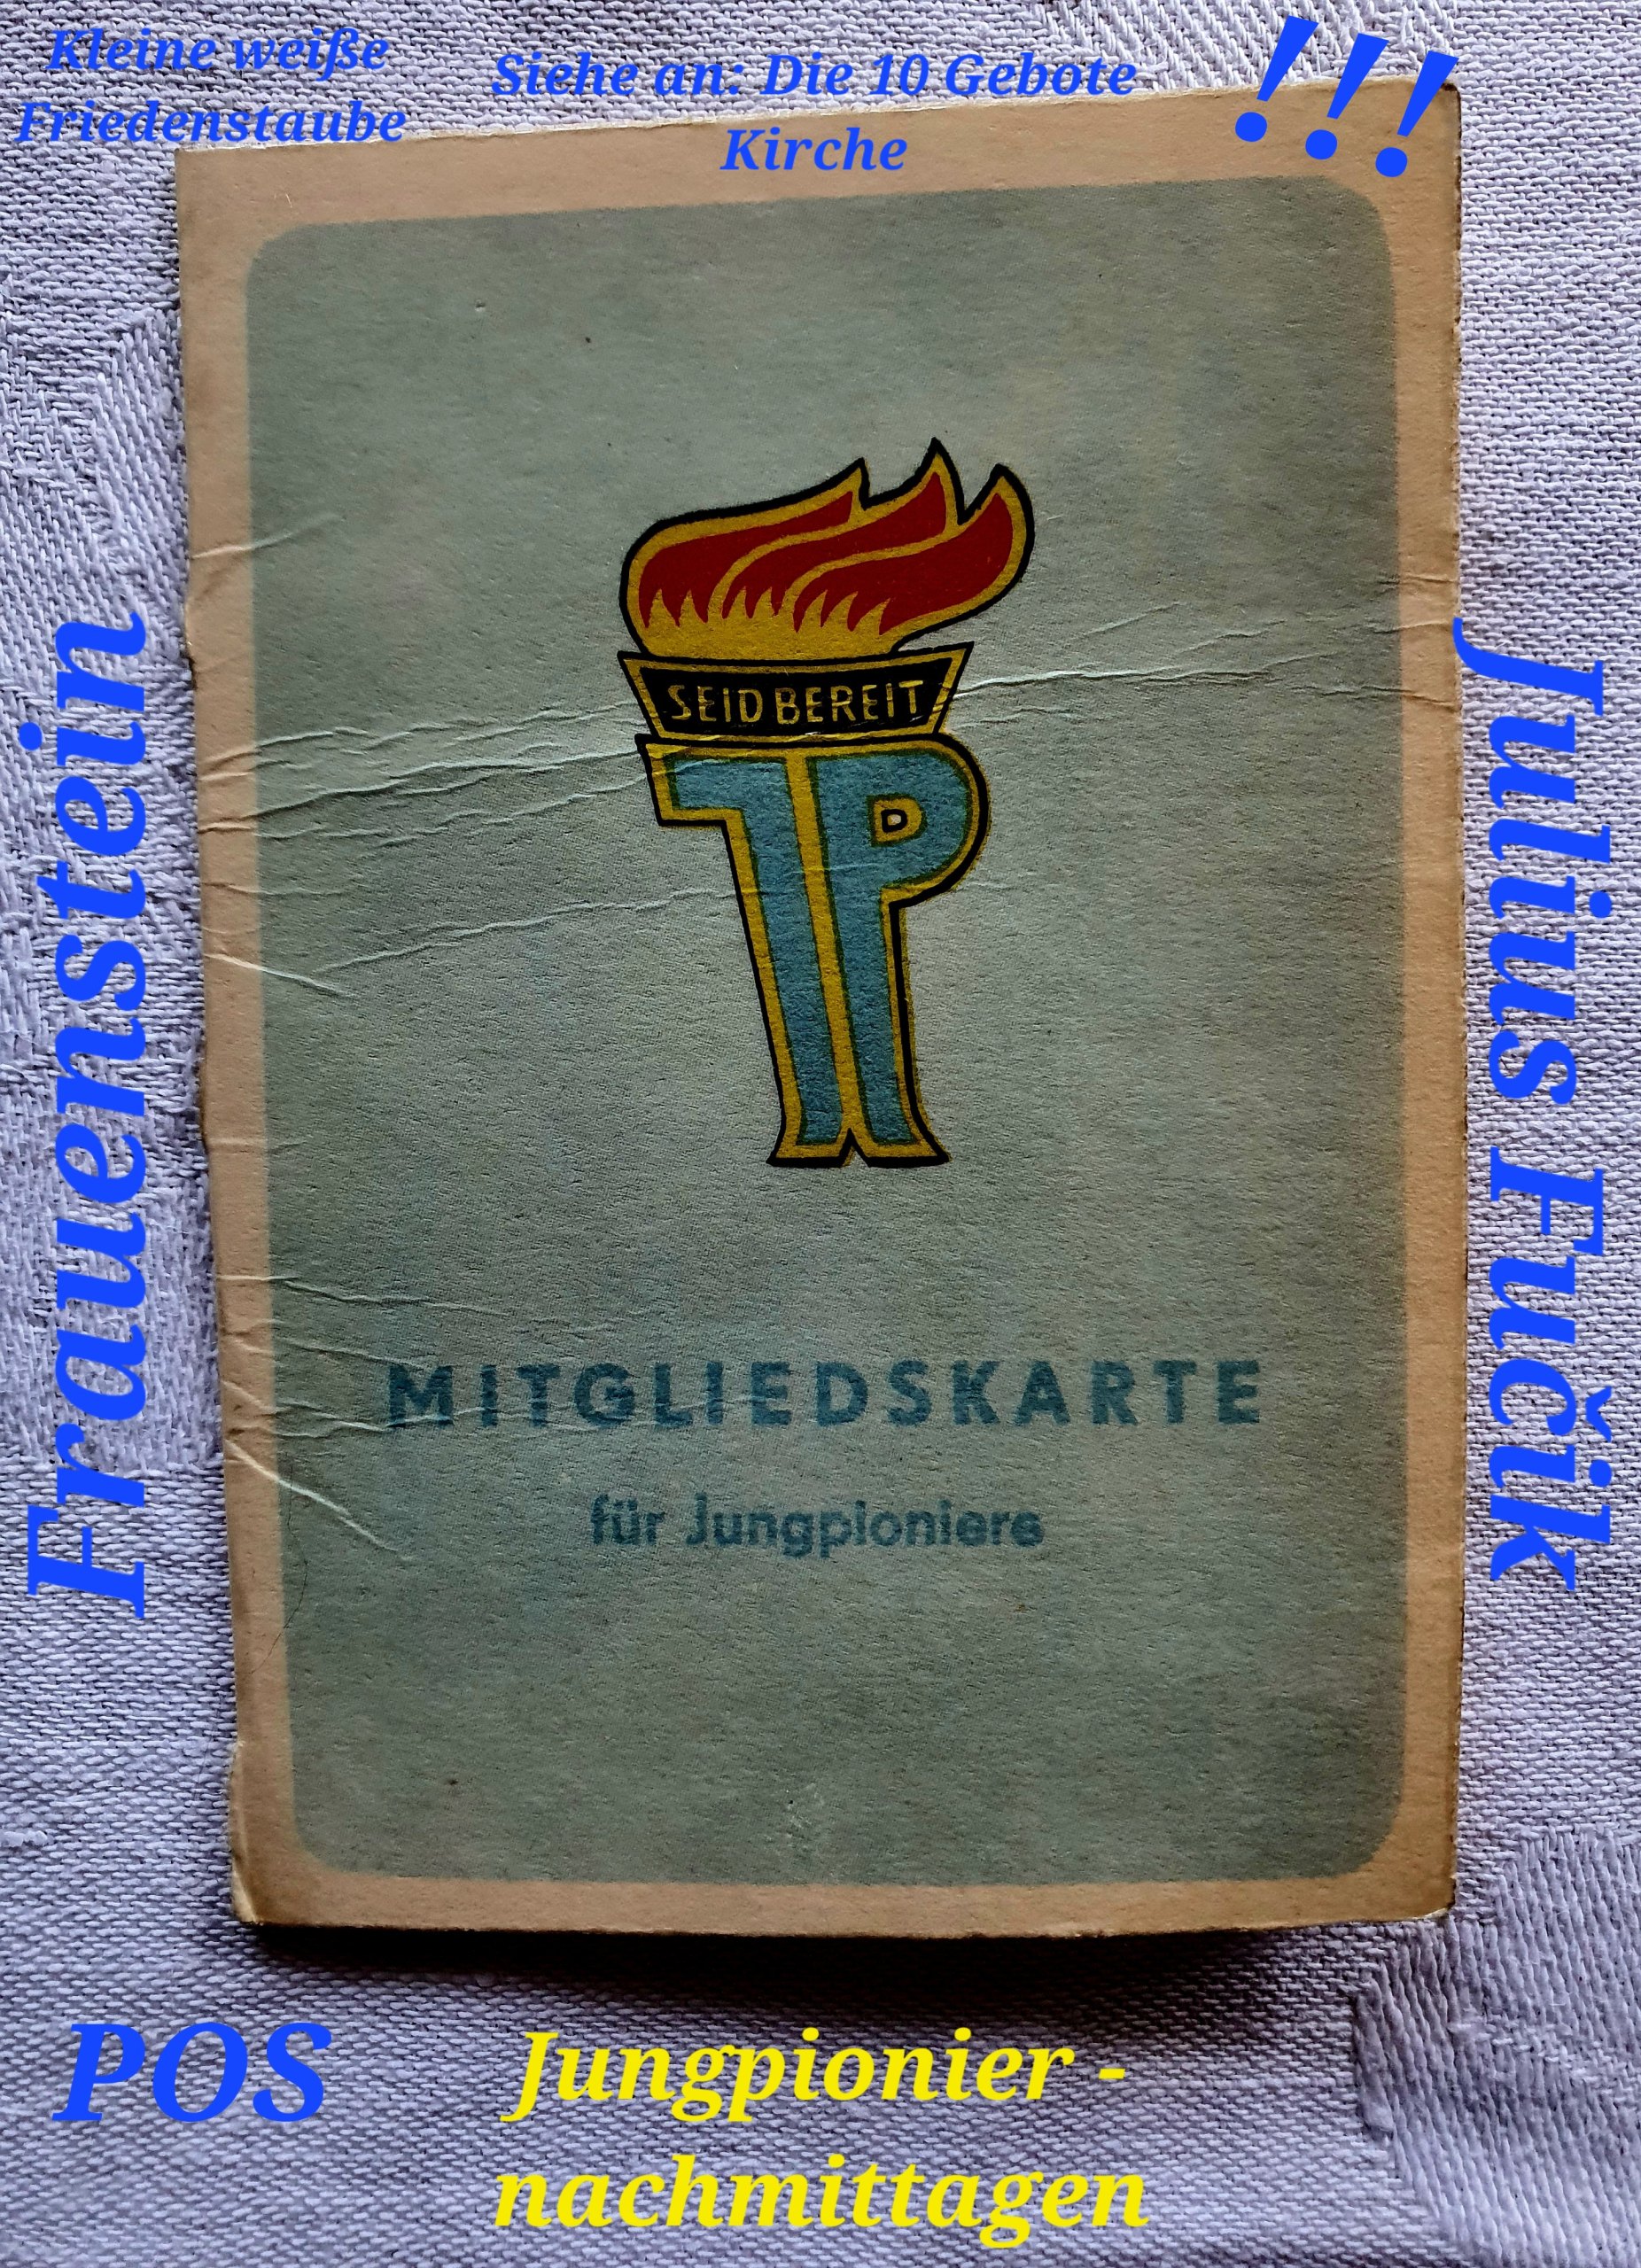 Kleine weiße
Friedenstaube
Siehe an: Die 10 Gebote
Kirche
!!!
Frauenstein
Julius Fučik
SEID BEREIT
JP
MITGLIEDSKARTE
für Jungpioniere
POS
Jungpionier -
nachmittagen